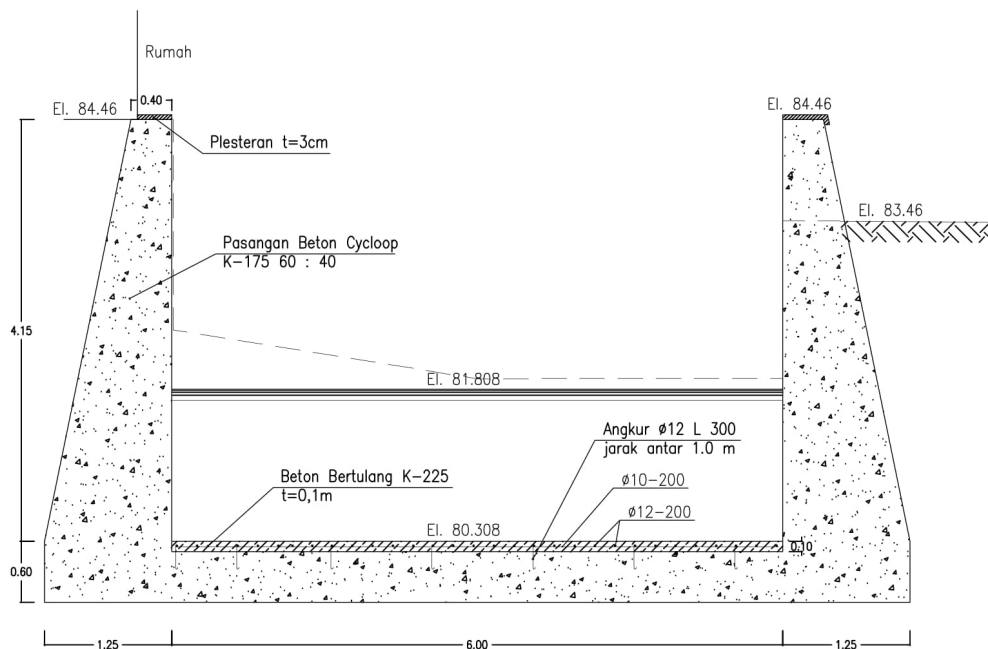 Rumah
0.40
El. 84.46
El. 84.46
Plesteran t=3cm
El. 83.46
Pasangan Beton Cycloop
K-175 60 : 40
4.15
El. 81.808
Angkur ø12 L 300
jarak antar 1.0 m
Beton Bertulang K-225
t=0,1m
ø10-200
ø12-200
El. 80.308
0.10
0.60
1.25
6.00
1.25